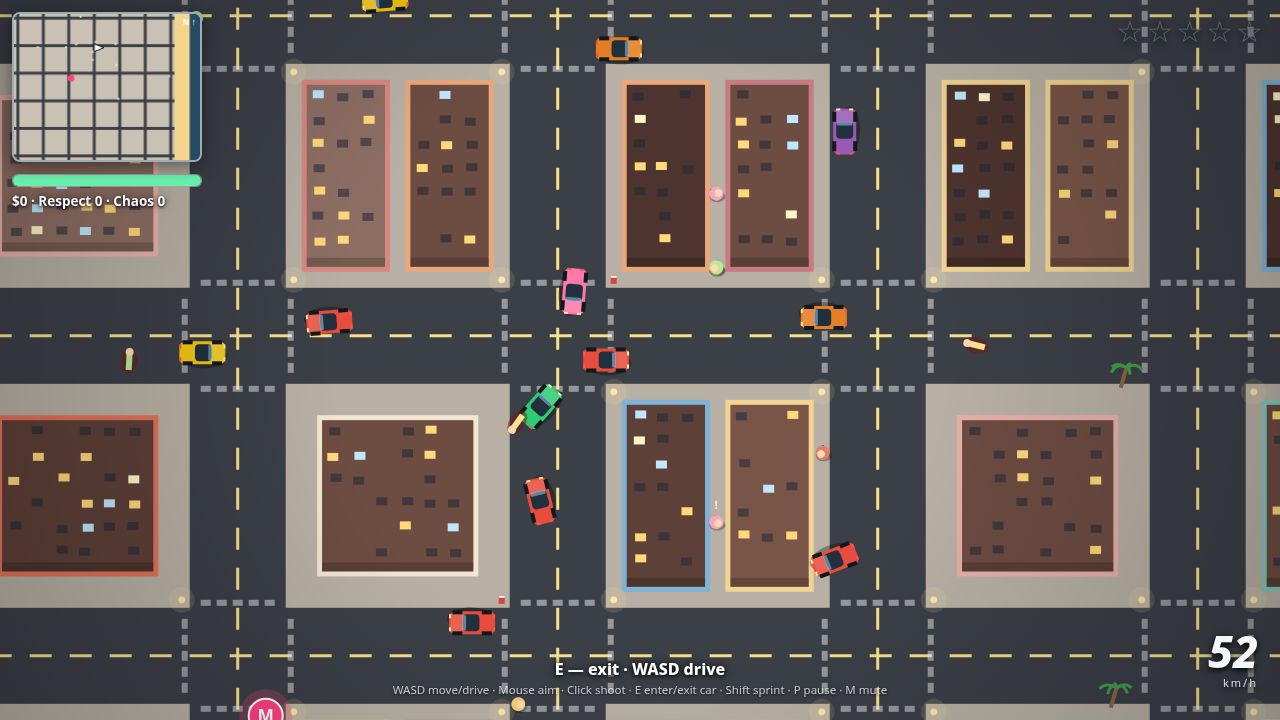 N↑
$0 · Respect 0 · Chaos 0
!
E — exit · WASD drive
WASD move/drive · Mouse aim · Click shoot · E enter/exit car · Shift sprint · P pause · M mute
52
km/h
M